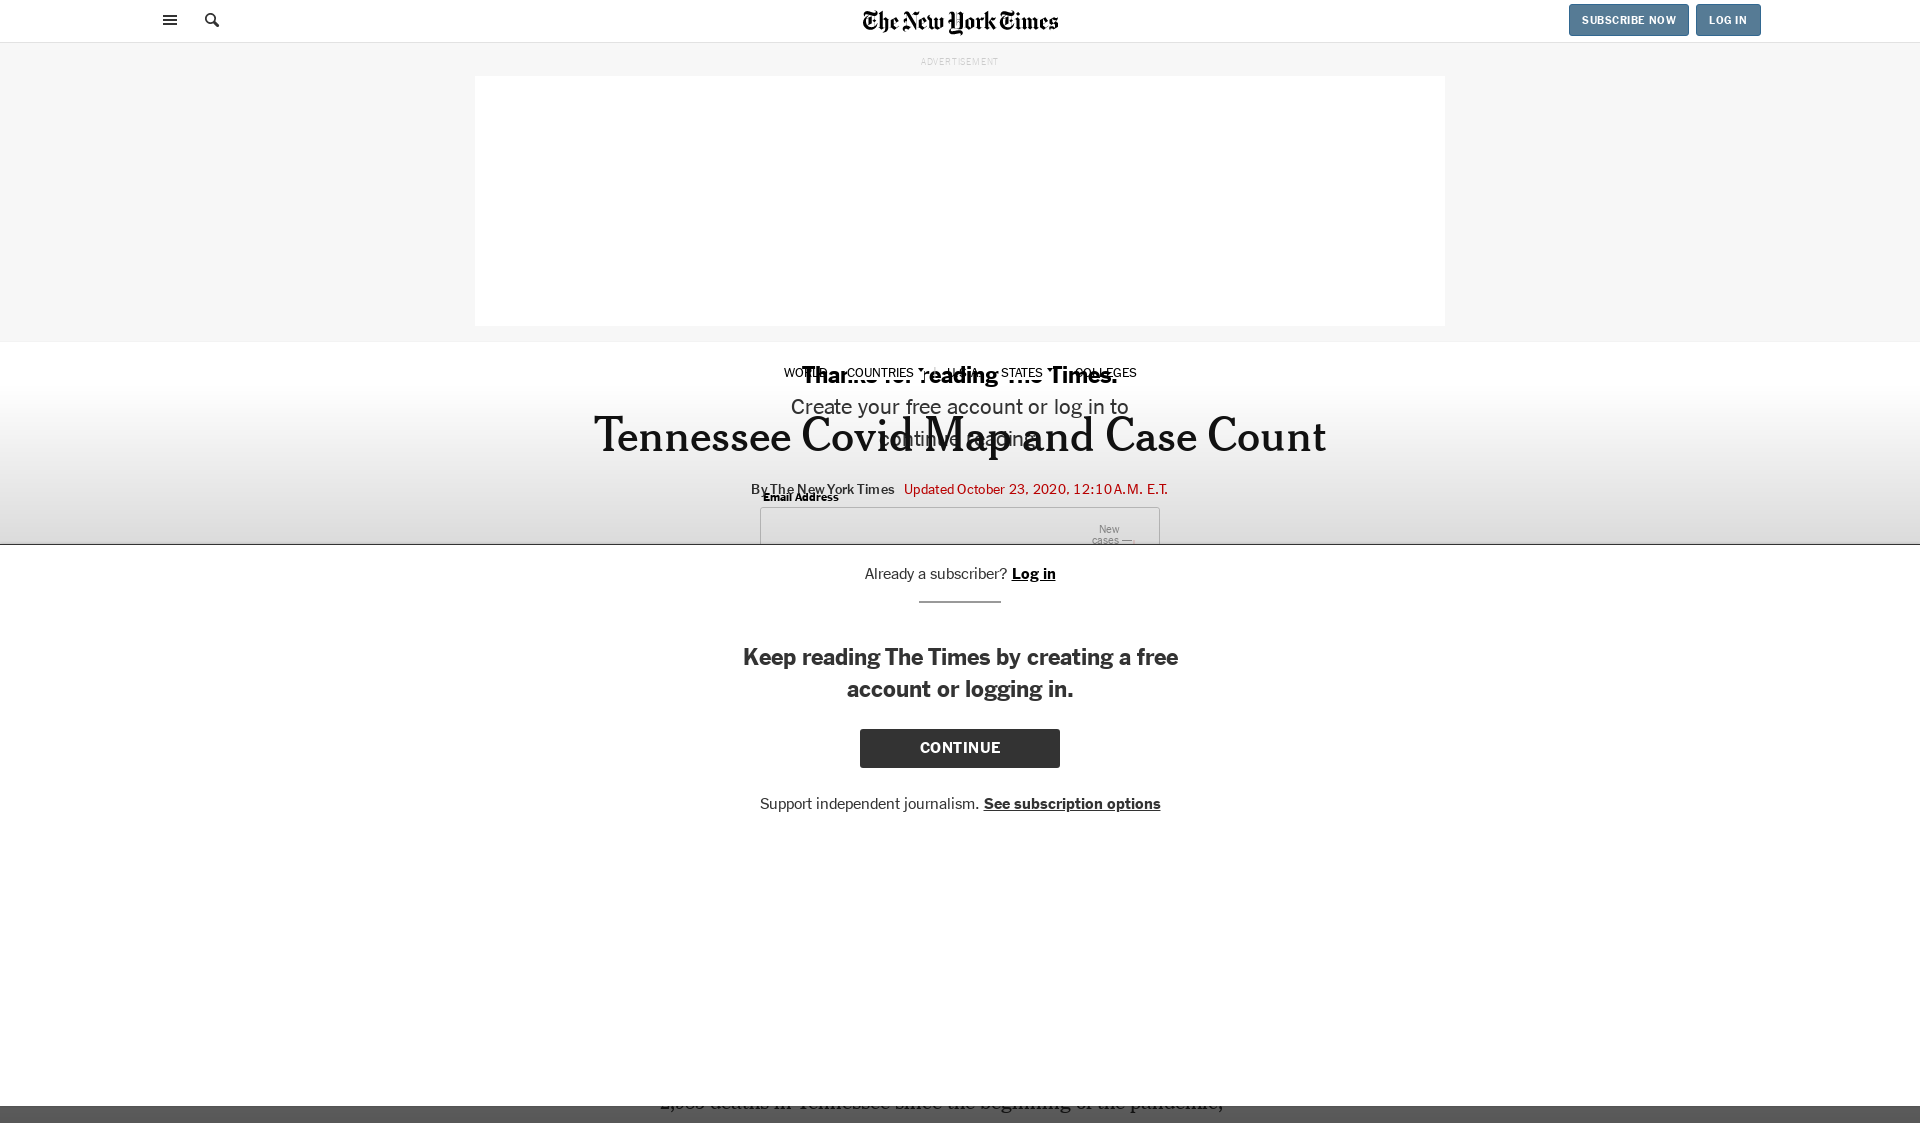 The New York Times
SUBSCRIBE NOW
LOG IN
ADVERTISEMENT
WORLD COUNTRIES U.S.A. STATES COLLEGES
Thanks for reading The Times.
Create your free account or log in to
continue reading.
Tennessee Covid Map and Case Count
By The New York Times Updated October 23, 2020, 12:10 A.M. E.T.
Email Address
New
cases —
Already a subscriber? Log in
Keep reading The Times by creating a free
account or logging in.
CONTINUE
Support independent journalism. See subscription options
deaths in Tennessee since the beginning of the pandemic,